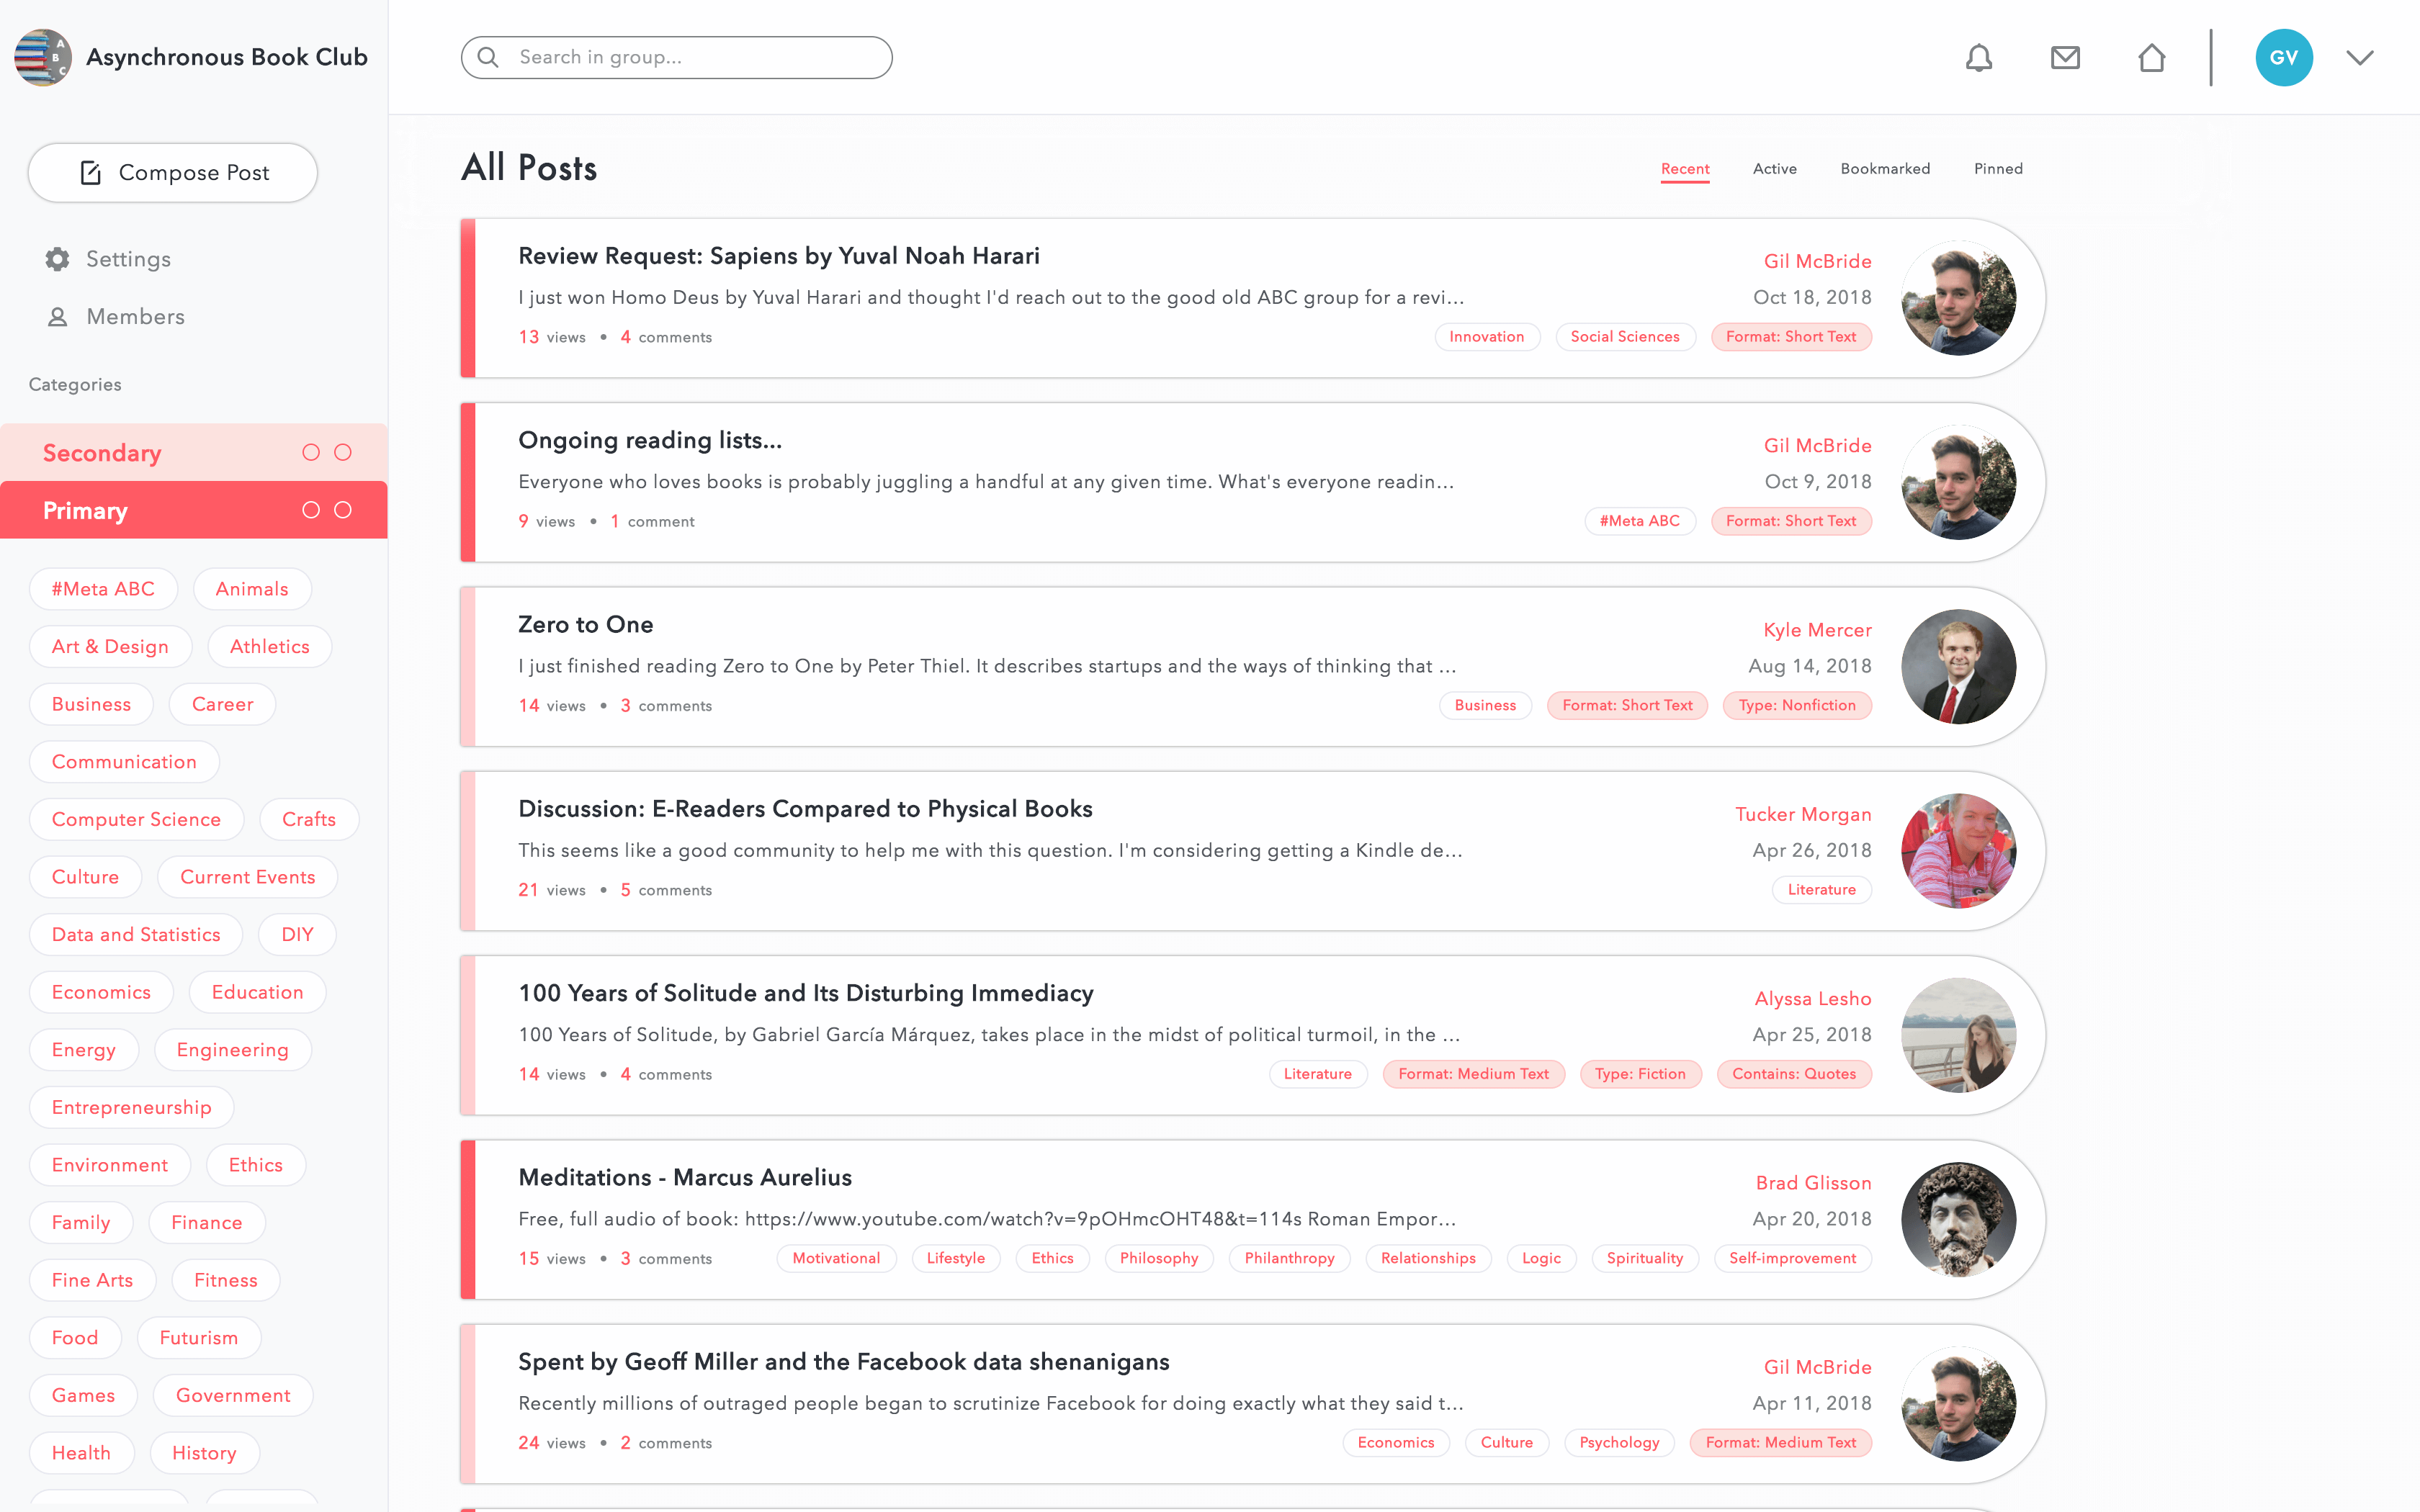 A
B
C
Asynchronous Book Club
Search in group...
GV
Compose Post
Settings
Members
Categories
Secondary
Primary
#Meta ABC Animals
Art & Design Athletics
Business Career
Communication
Computer Science Crafts
Culture Current Events
Data and Statistics DIY
Economics Education
Energy Engineering
Entrepreneurship
Environment Ethics
Family Finance
Fine Arts Fitness
Food Futurism
Games Government
Health History
All Posts
Recent Active Bookmarked Pinned
Review Request: Sapiens by Yuval Noah Harari
Gil McBride
I just won Homo Deus by Yuval Harari and thought I'd reach out to the good old ABC group for a revi...
Oct 18, 2018
13 views • 4 comments
Innovation Social Sciences Format: Short Text
Ongoing reading lists...
Gil McBride
Everyone who loves books is probably juggling a handful at any given time. What's everyone readin...
Oct 9, 2018
9 views • 1 comment
#Meta ABC Format: Short Text
Zero to One
Kyle Mercer
I just finished reading Zero to One by Peter Thiel. It describes startups and the ways of thinking that ...
Aug 14, 2018
14 views • 3 comments
Business Format: Short Text Type: Nonfiction
Discussion: E-Readers Compared to Physical Books
Tucker Morgan
This seems like a good community to help me with this question. I'm considering getting a Kindle de...
Apr 26, 2018
21 views • 5 comments
Literature
100 Years of Solitude and Its Disturbing Immediacy
Alyssa Lesho
100 Years of Solitude, by Gabriel García Márquez, takes place in the midst of political turmoil, in the ...
Apr 25, 2018
14 views • 4 comments
Literature Format: Medium Text Type: Fiction Contains: Quotes
Meditations - Marcus Aurelius
Brad Glisson
Free, full audio of book: https://www.youtube.com/watch?v=9pOHmcOHT48&t=114s Roman Empor...
Apr 20, 2018
15 views • 3 comments
Motivational Lifestyle Ethics Philosophy Philanthropy Relationships Logic Spirituality Self-improvement
Spent by Geoff Miller and the Facebook data shenanigans
Gil McBride
Recently millions of outraged people began to scrutinize Facebook for doing exactly what they said t...
Apr 11, 2018
24 views • 2 comments
Economics Culture Psychology Format: Medium Text